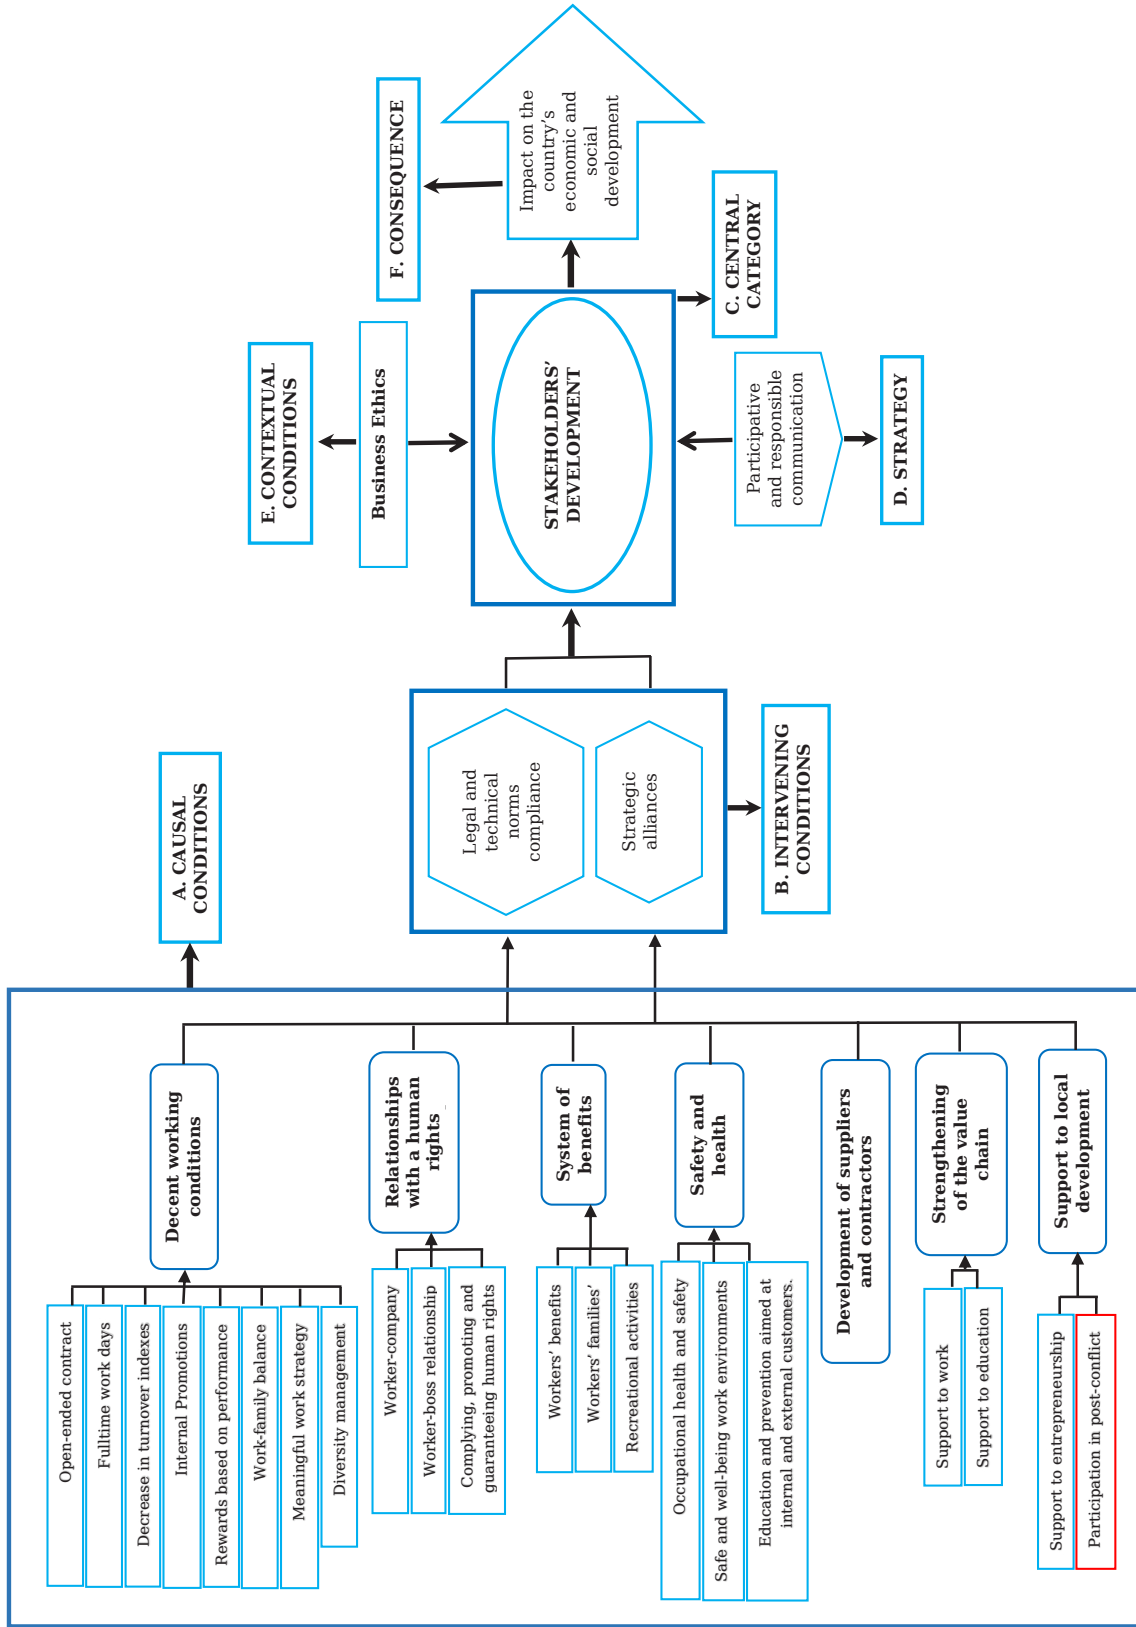 Open-ended contract
Fulltime work days
Decrease in turnover indexes
Internal Promotions
Rewards based on performance
Work-family balance
Meaningful work strategy
Diversity management
Worker-company
Worker-boss relationship
Complying, promoting and
guaranteeing human rights
Workers’ benefits
Workers’ families’
Recreational activities
Occupational health and safety
Safe and well-being work environments
Education and prevention aimed at
internal and external customers.
Support to work
Support to education
Support to entrepreneurship
Participation in post-conflict
Decent working
conditions
Relationships
with a human
rights
System of
benefits
Safety and
health
Development of suppliers
and contractors
Strengthening
of the value
chain
Support to local
development
A. CAUSAL
CONDITIONS
Legal and
technical
norms
compliance
Strategic
alliances
B. INTERVENING
CONDITIONS
E. CONTEXTUAL
CONDITIONS
Business Ethics
STAKEHOLDERS’
DEVELOPMENT
Participative
and responsible
communication
D. STRATEGY
C. CENTRAL
CATEGORY
F. CONSEQUENCE
Impact on the
country’s
economic and
social
development